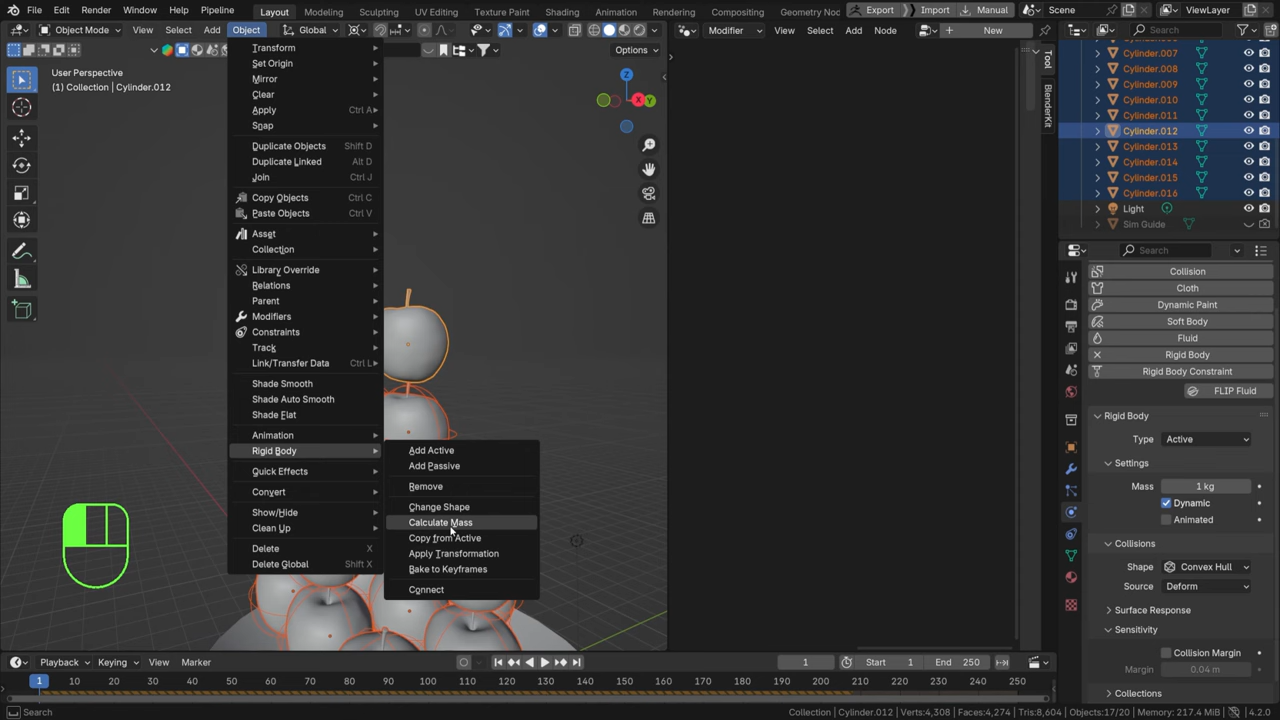 File Edit Render Window Help Pipeline Layout Modeling Sculpting UV Editing Texture Paint Shading Animation Rendering Compositing Geometry No Export Import Manual Scene ViewLayer
Object Mode View Select Add Object Global Modifier View Select Add Node New
Options
User Perspective
(1) Collection | Cylinder.012
Z
X
Y
Transform
Set Origin
Mirror
Clear
Apply Ctrl A
Snap
Duplicate Objects Shift D
Duplicate Linked Alt D
Join Ctrl J
Copy Objects Ctrl C
Paste Objects Ctrl V
Asset
Collection
Library Override
Relations
Parent
Modifiers
Constraints
Track
Link/Transfer Data Ctrl L
Shade Smooth
Shade Auto Smooth
Shade Flat
Animation
Rigid Body
Quick Effects
Convert
Show/Hide
Clean Up
Delete X
Delete Global Shift X
Add Active
Add Passive
Remove
Change Shape
Calculate Mass
Copy from Active
Apply Transformation
Bake to Keyframes
Connect
Tool
BlenderKit
Search
Cylinder.007
Cylinder.008
Cylinder.009
Cylinder.010
Cylinder.011
Cylinder.012
Cylinder.013
Cylinder.014
Cylinder.015
Cylinder.016
Light
Sim Guide
Search
Collision
Cloth
Dynamic Paint
Soft Body
Fluid
Rigid Body
Rigid Body Constraint
FLIP Fluid
Rigid Body
Type Active
Settings
Mass 1 kg
Dynamic
Animated
Collisions
Shape Convex Hull
Source Deform
Surface Response
Sensitivity
Collision Margin
Margin 0.04 m
Collections
Playback Keying View Marker 1 Start 1 End 250
1 10 20 30 40 50 60 70 80 90 100 110 120 130 140 150 160 170 180 190 200 210 220 230 240 250
Search Collection | Cylinder.012 | Verts:4,308 | Faces:4,274 | Tris:8,604 | Objects:17/20 | Memory: 217.4 MiB | 4.2.0